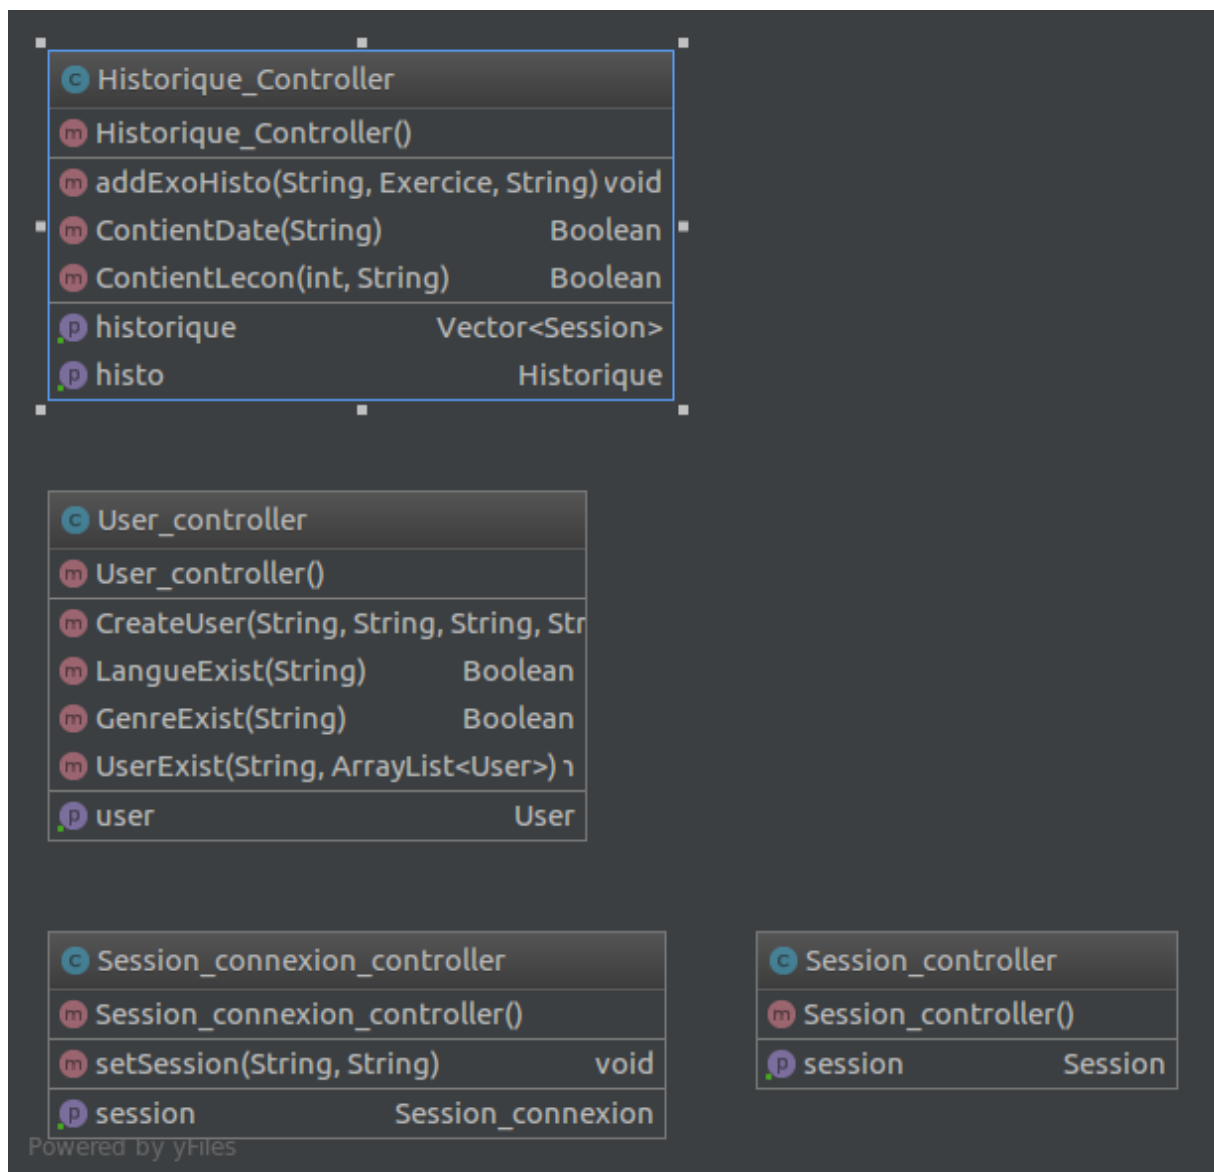 Historique_Controller
Historique_Controller()
addExoHisto(String, Exercice, String) void
ContientDate(String) Boolean
ContientLecon(int, String) Boolean
historique Vector<Session>
histo Historique
User_controller
User_controller()
CreateUser(String, String, String, Str
LangueExist(String) Boolean
GenreExist(String) Boolean
UserExist(String, ArrayList<User>)
user User
Session_connexion_controller
Session_connexion_controller()
setSession(String, String) void
session Session_connexion
Session_controller
Session_controller()
session Session
Powered by yFiles